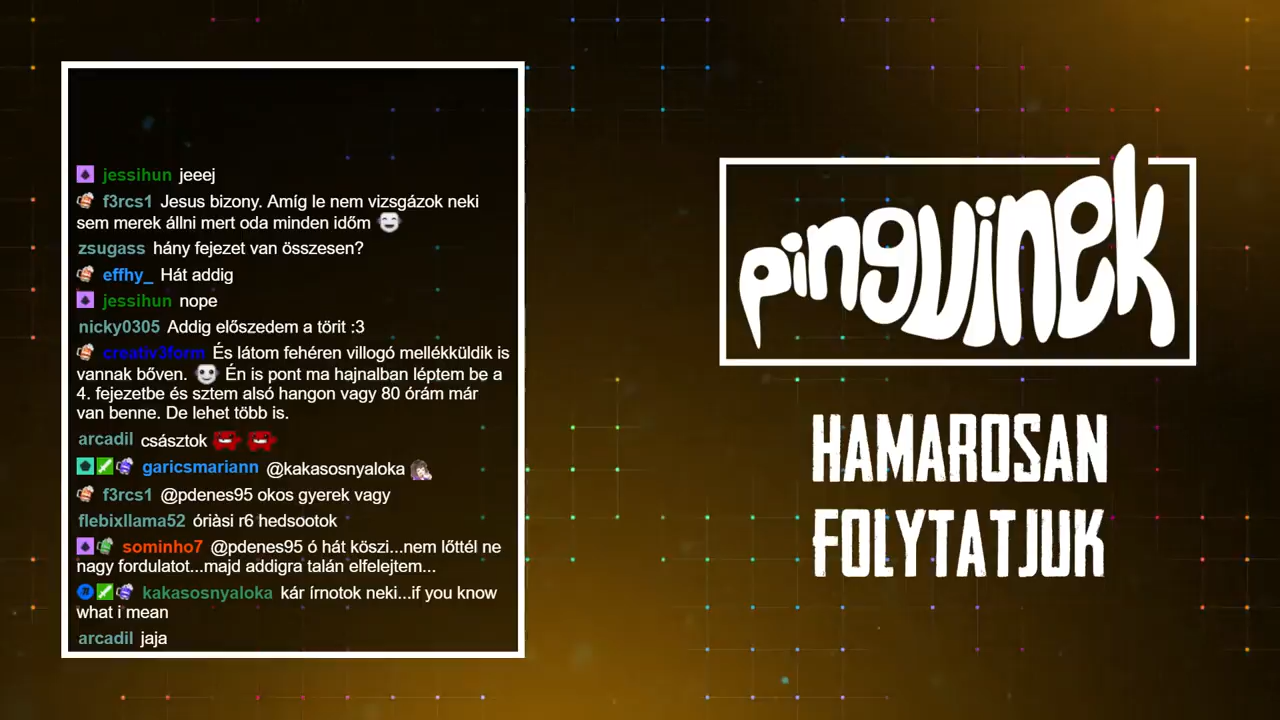 jessihun jeeej
f3rcs1 Jesus bizony. Amíg le nem vizsgázok neki
sem merek állni mert oda minden időm
zsugass hány fejezet van összesen?
effhy_ Hát addig
jessihun nope
nicky0305 Addig előszedem a törit :3
creativ3form És látom fehéren villogó mellékküldik is
vannak bőven. Én is pont ma hajnalban léptem be a
4. fejezetbe és sztem alsó hangon vagy 80 órám már
van benne. De lehet több is.
arcadil császtok
garicsmariann @kakasosnyaloka
f3rcs1 @pdenes95 okos gyerek vagy
flebixllama52 óriàsi r6 hedsootok
sominho7 @pdenes95 ó hát köszi...nem lőttél ne
nagy fordulatot...majd addigra talán elfelejtem...
kakasosnyaloka kár írnotok neki...if you know
what i mean
arcadil jaja
pingvinek
HAMAROSAN
FOLYTATJUK